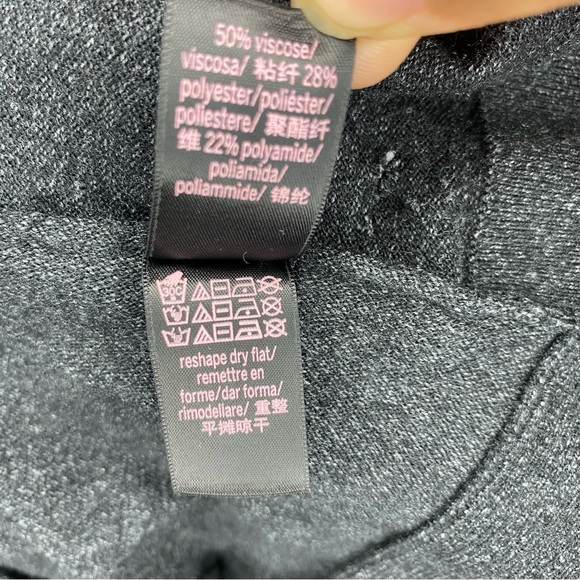 50% viscose/
viscosa/ 粘纤 28%
polyester/poliéster/
poliestere/ 聚酯纤
维 22% polyamide/
poliamida/
poliammide/ 锦纶
30C
reshape dry flat/
remettre en
forme/dar forma/
rimodellare/ 重整
平摊晾干